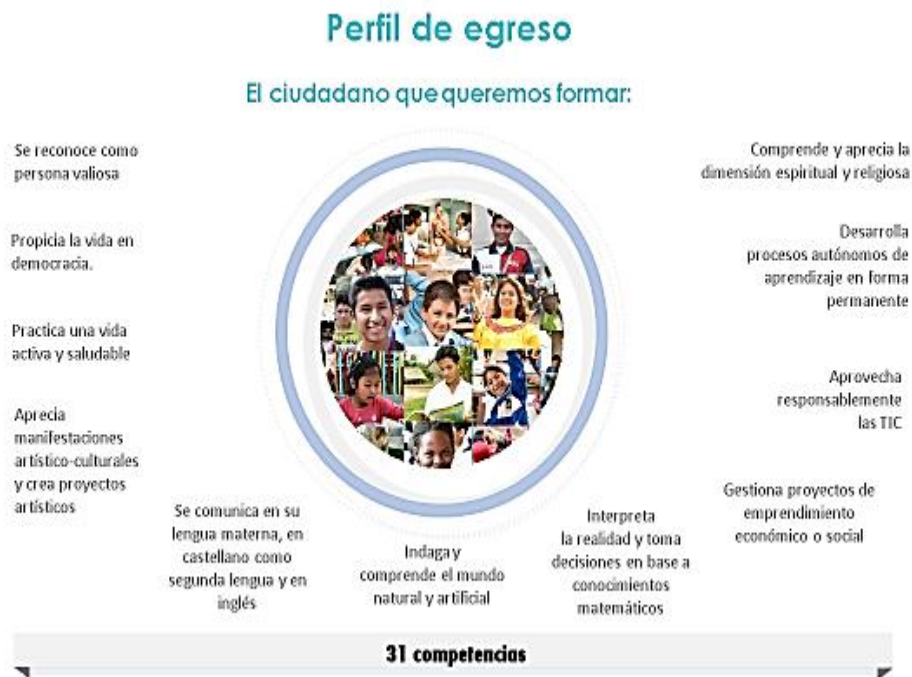 Perfil de egreso
El ciudadano que queremos formar:
Se reconoce como
persona valiosa
Propicia la vida en
democracia.
Practica una vida
activa y saludable
Aprecia
manifestaciones
artístico-culturales
y crea proyectos
artísticos
Se comunica en su
lengua materna, en
castellano como
segunda lengua y en
inglés
Indaga y
comprende el mundo
natural y artificial
Interpreta
la realidad y toma
decisiones en base a
conocimientos
matemáticos
Gestiona proyectos de
emprendimiento
económico o social
Aprovecha
responsablemente
las TIC
Desarrolla
procesos autónomos de
aprendizaje en forma
permanente
Comprende y aprecia la
dimensión espiritual y religiosa
31 competencias